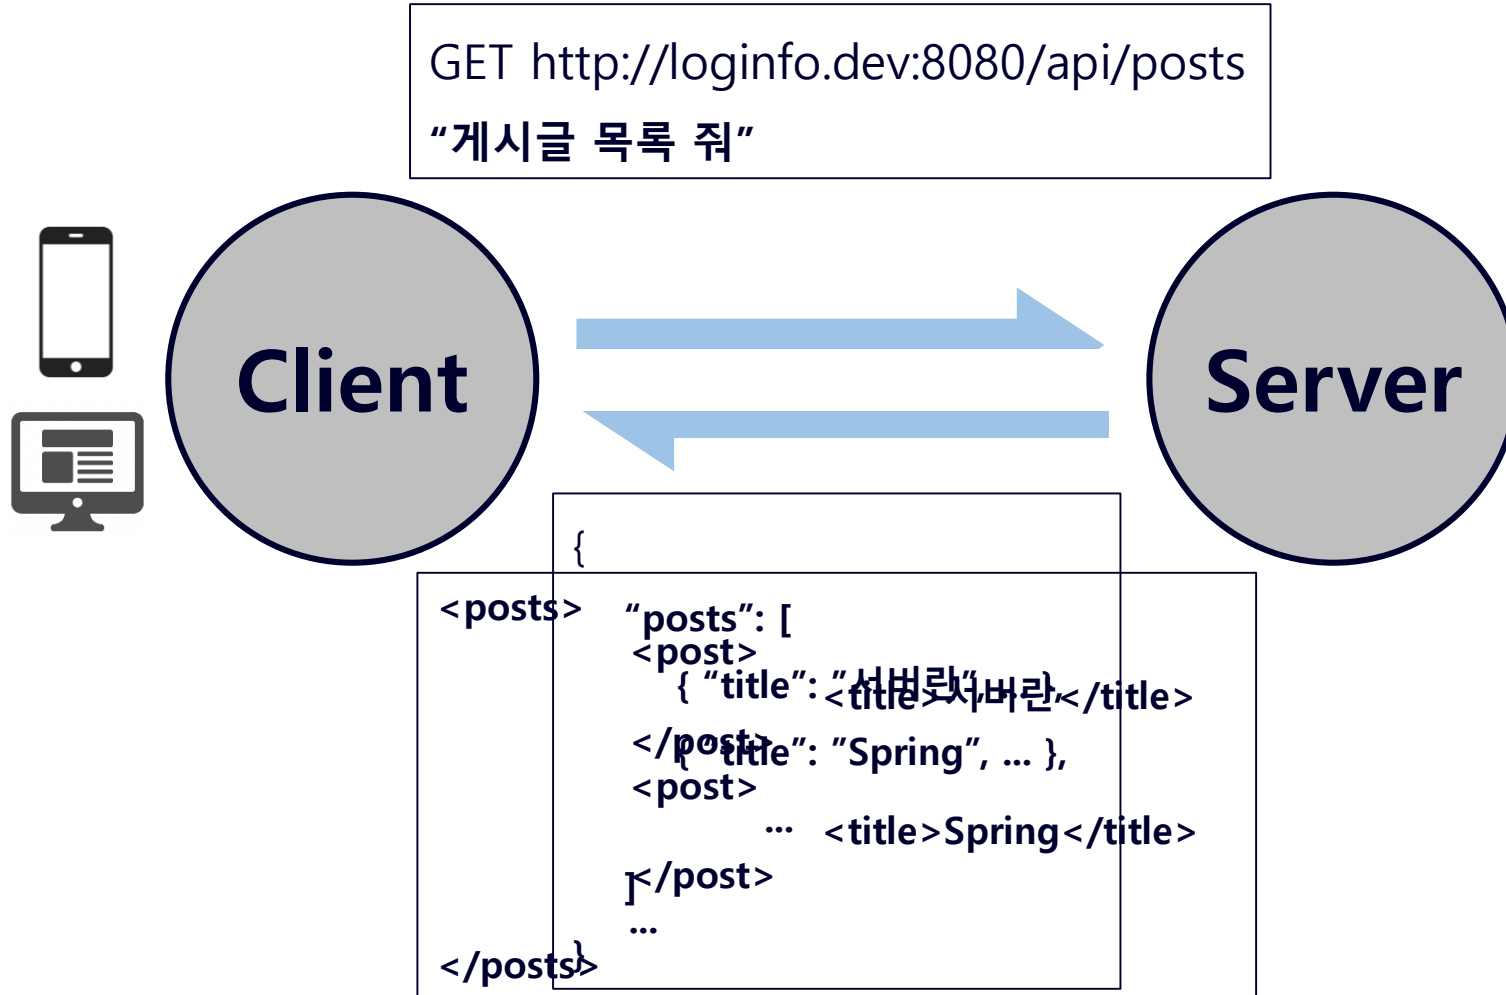 GET http://loginfo.dev:8080/api/posts
“게시글 목록 줘”
Client
Server
{
“posts”: [
{ “title”: ”서버란”, ... },
{ “title”: ”Spring”, ... },
...
]
}
<posts>
<post>
<title>서버란</title>
</post>
<post>
<title>Spring</title>
</post>
...
</posts>